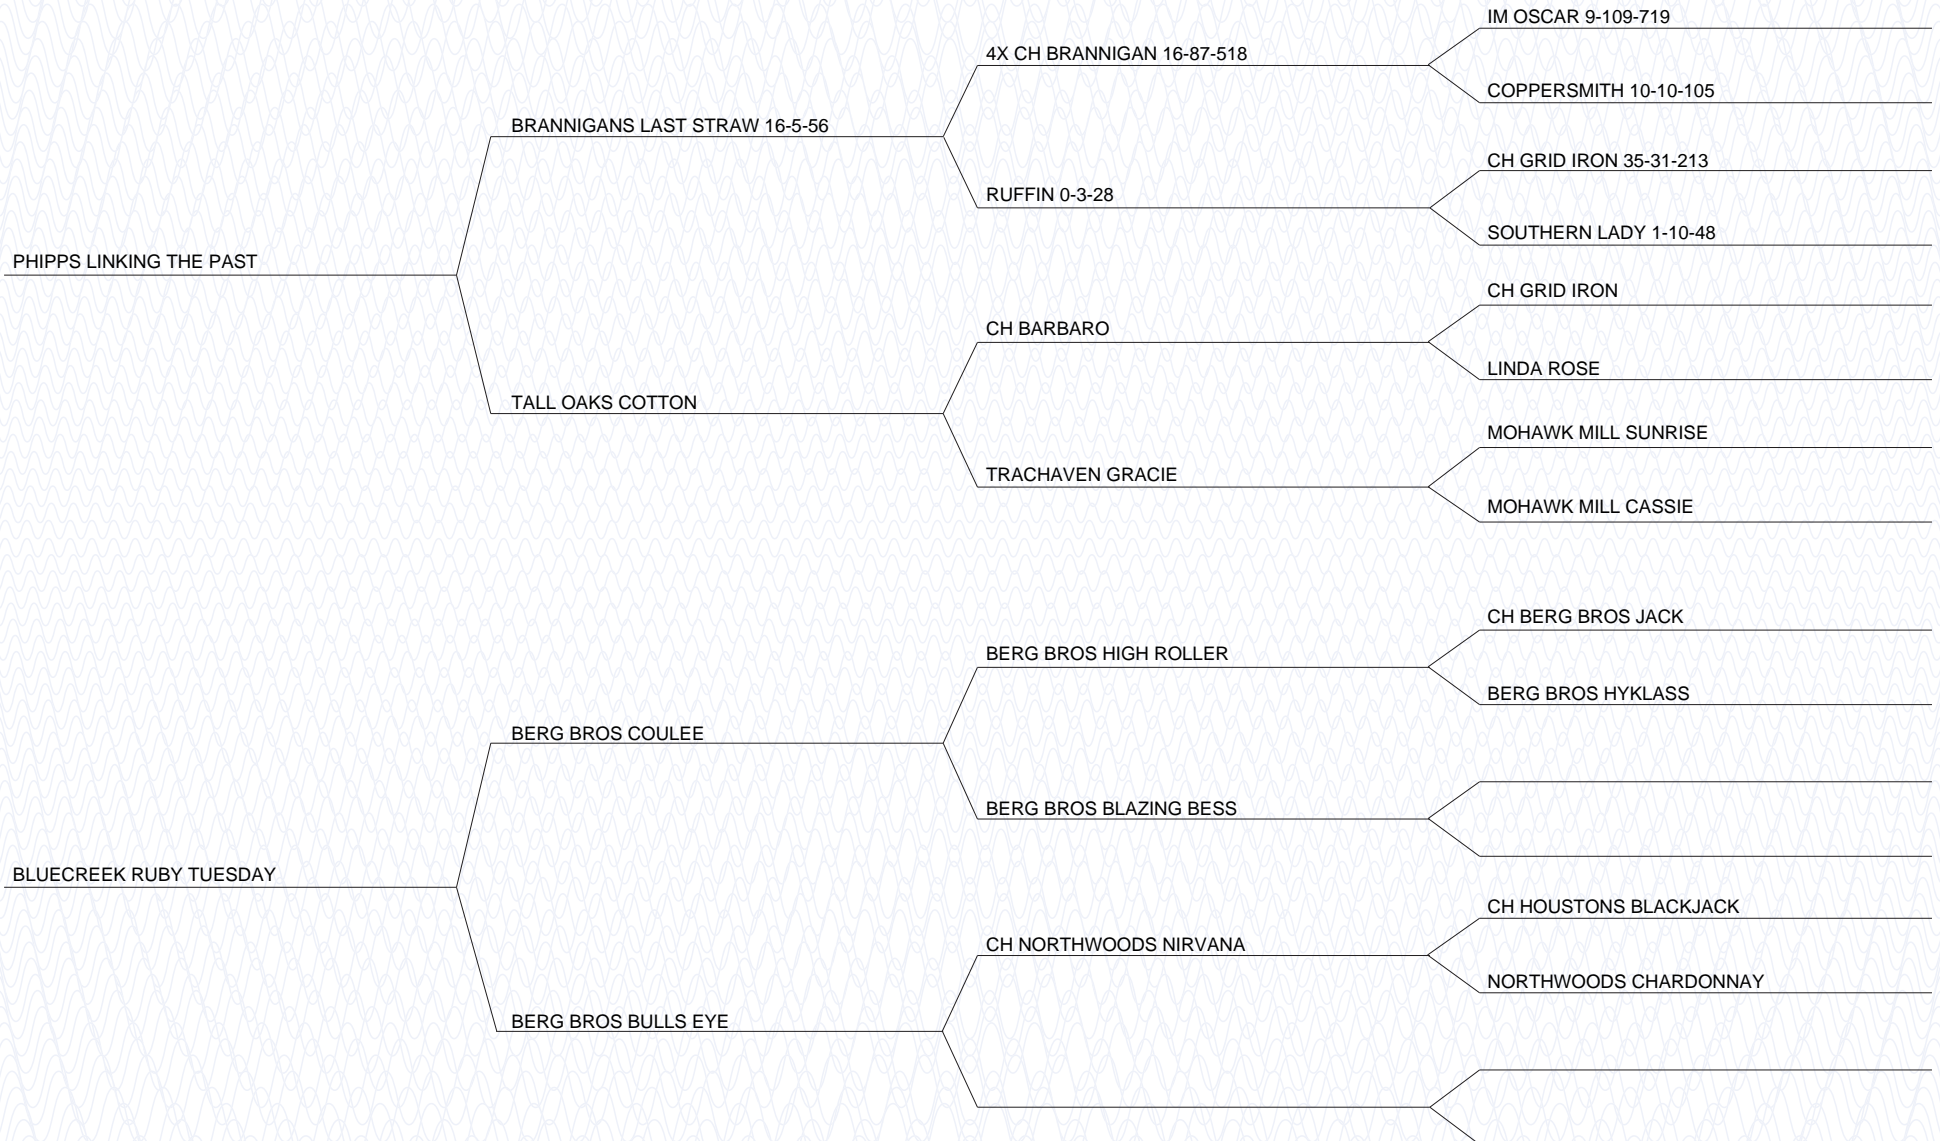 IM OSCAR 9-109-719
4X CH BRANNIGAN 16-87-518
COPPERSMITH 10-10-105
BRANNIGANS LAST STRAW 16-5-56
CH GRID IRON 35-31-213
RUFFIN 0-3-28
SOUTHERN LADY 1-10-48
PHIPPS LINKING THE PAST
CH GRID IRON
CH BARBARO
LINDA ROSE
TALL OAKS COTTON
MOHAWK MILL SUNRISE
TRACHAVEN GRACIE
MOHAWK MILL CASSIE
CH BERG BROS JACK
BERG BROS HIGH ROLLER
BERG BROS HYKLASS
BERG BROS COULEE
BERG BROS BLAZING BESS
BLUECREEK RUBY TUESDAY
CH HOUSTONS BLACKJACK
CH NORTHWOODS NIRVANA
NORTHWOODS CHARDONNAY
BERG BROS BULLS EYE